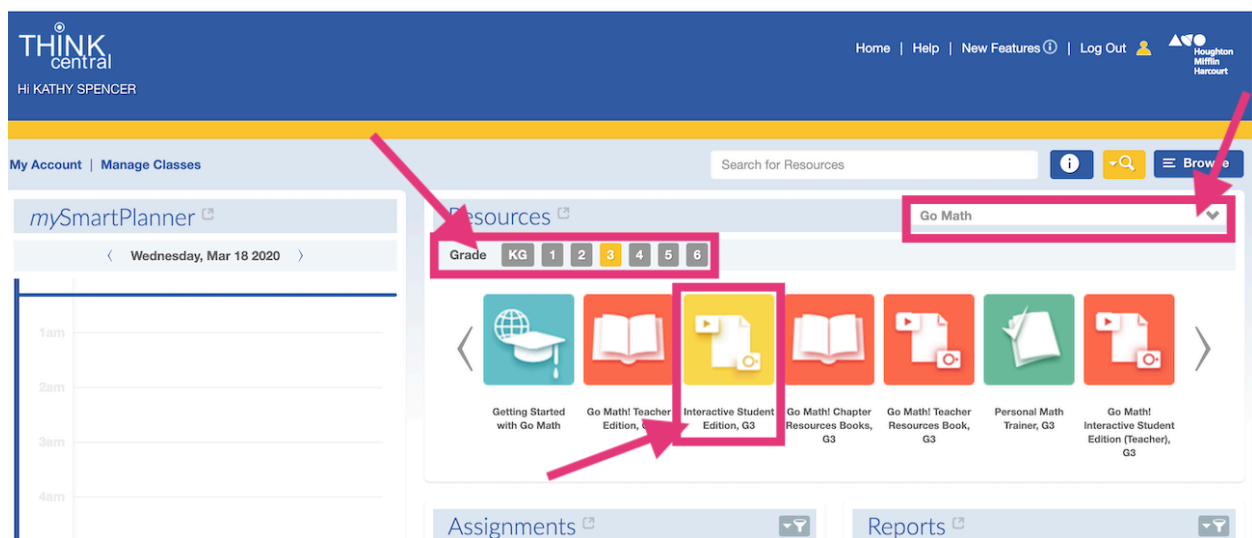 THINK
central
Hi KATHY SPENCER
Home | Help | New Features | Log Out
Houghton
Mifflin
Harcourt
My Account | Manage Classes
Search for Resources
Browse
mySmartPlanner
Resources
Go Math
Wednesday, Mar 18 2020
Grade KG 1 2 3 4 5 6
1am
2am
3am
4am
Getting Started
with Go Math
Go Math! Teacher
Edition,
Interactive Student
Edition, G3
Go Math! Chapter
Resources Books,
G3
Go Math! Teacher
Resources Book,
G3
Personal Math
Trainer, G3
Go Math!
Interactive Student
Edition (Teacher),
G3
Assignments
Reports